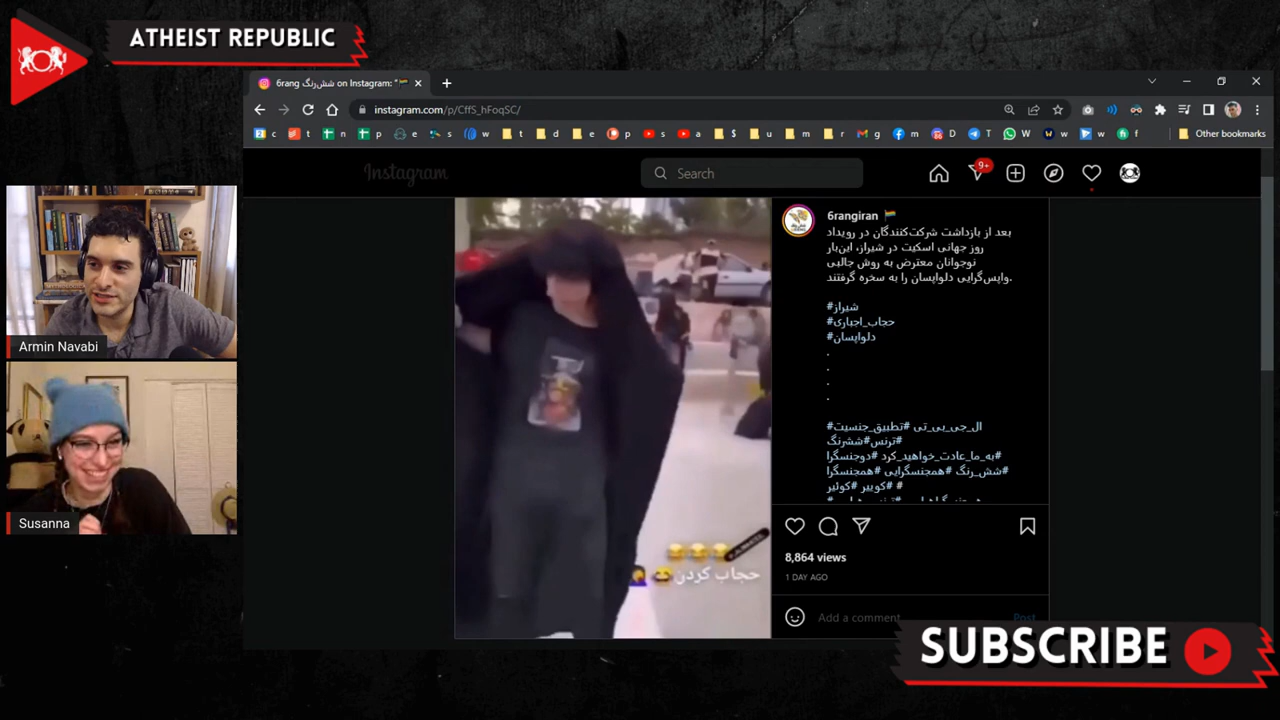 ATHEIST REPUBLIC
6rang شش‌رنگ on Instagram: "🏳️‍🌈
instagram.com/p/CffS_hFoqSC/
c t n p e s w t d e p s a $ u m r g m D T W w w f Other bookmarks
Instagram
Search
9+
6rangiran 🏳️‍🌈
بعد از بازداشت شرکت‌کنندگان در رویداد
روز جهانی اسکیت در شیراز، این‌بار
نوجوانان معترض به روش جالبی
واپس‌گرایی دلواپسان را به سخره گرفتند.
#شیراز
#حجاب_اجباری
#دلواپسان
.
.
.
.
#ال_جی_بی_تی #تطبیق_جنسیت
#ترنس#ششرنگ
#به_ما_عادت_خواهید_کرد #دوجنسگرا
#شش_رنگ #همجنسگرایی #همجنسگرا
# #کوییر #کوئیر
حجاب کردن
8,864 views
1 DAY AGO
Add a comment
Post
Armin Navabi
Susanna
SUBSCRIBE